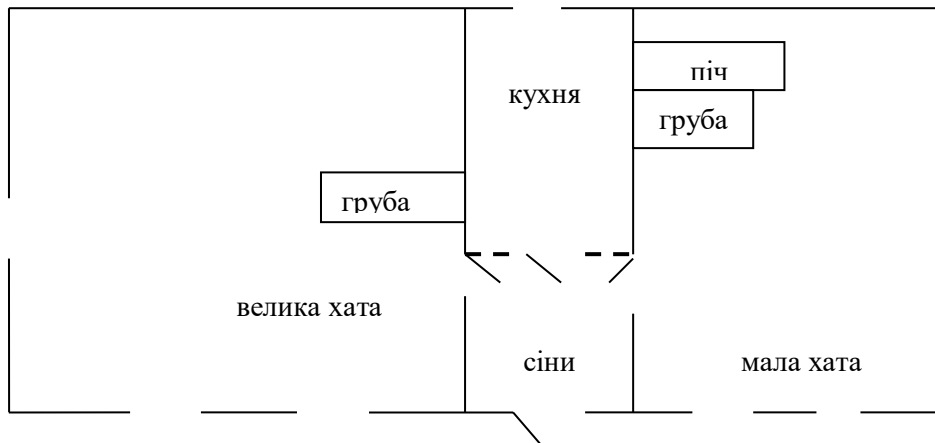 кухня
піч
груба
груба
велика хата
сіни
мала хата